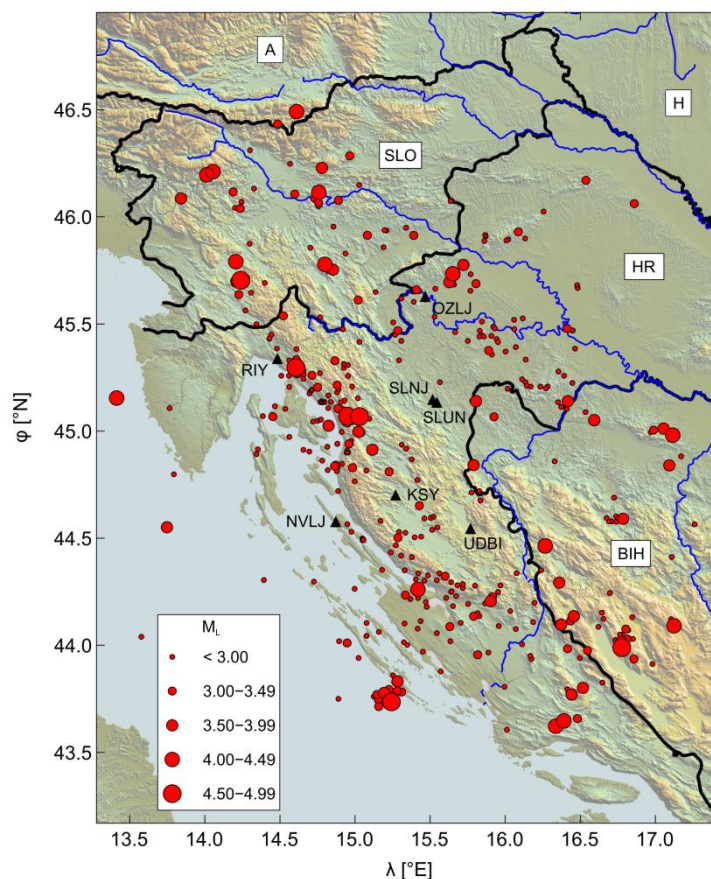 A
H
46.5
SLO
46.0
HR
45.5
OZLJ
RIY
SLNJ
SLUN
45.0
φ [°N]
KSY
NVLJ
UDBI
44.5
BIH
M_L
< 3.00
44.0
3.00−3.49
3.50−3.99
4.00−4.49
43.5
4.50−4.99
13.5 14.0 14.5 15.0 15.5 16.0 16.5 17.0
λ [°E]